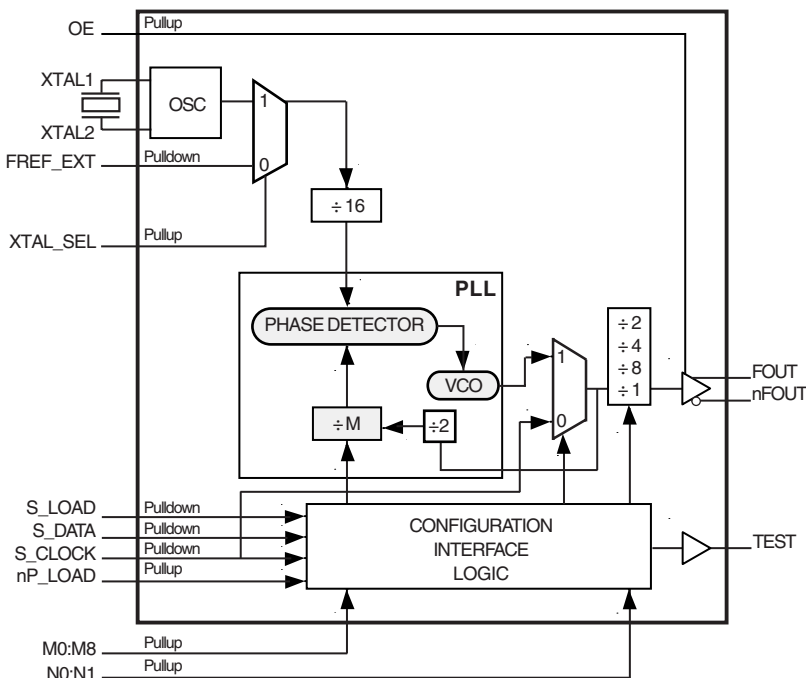 OE Pullup
XTAL1
OSC
XTAL2
1
0
FREF_EXT Pulldown
÷ 16
XTAL_SEL Pullup
PLL
PHASE DETECTOR
VCO
÷ M
÷2
1
0
÷ 2
÷ 4
÷ 8
÷ 1
FOUT
nFOUT
S_LOAD Pulldown
S_DATA Pulldown
S_CLOCK Pulldown
nP_LOAD Pullup
CONFIGURATION
INTERFACE
LOGIC
TEST
M0:M8 Pullup
N0:N1 Pullup